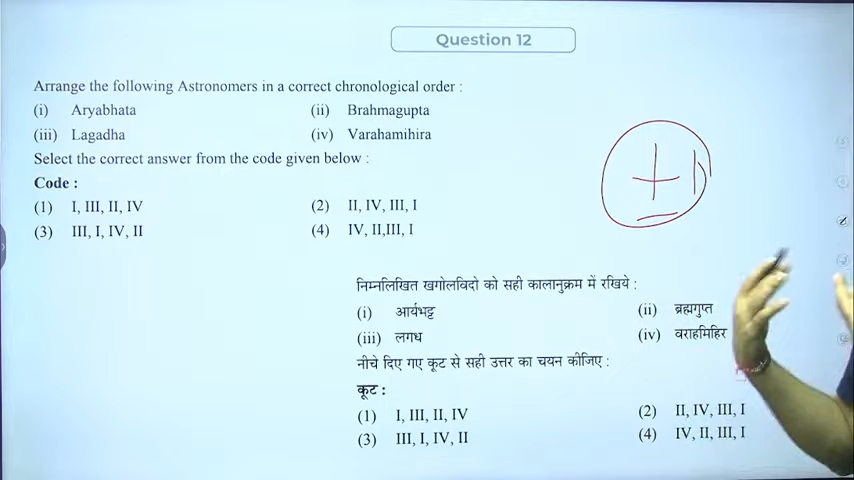 Question 12
Arrange the following Astronomers in a correct chronological order :
(i) Aryabhata (ii) Brahmagupta
(iii) Lagadha (iv) Varahamihira
Select the correct answer from the code given below :
Code :
(1) I, III, II, IV (2) II, IV, III, I
(3) III, I, IV, II (4) IV, II,III, I
निम्नलिखित खगोलविदो को सही कालानुक्रम में रखिये :
(i) आर्यभट्ट (ii) ब्रह्मगुप्त
(iii) लगध (iv) वराहमिहिर
नीचे दिए गए कूट से सही उत्तर का चयन कीजिए :
कूट :
(1) I, III, II, IV (2) II, IV, III, I
(3) III, I, IV, II (4) IV, II, III, I